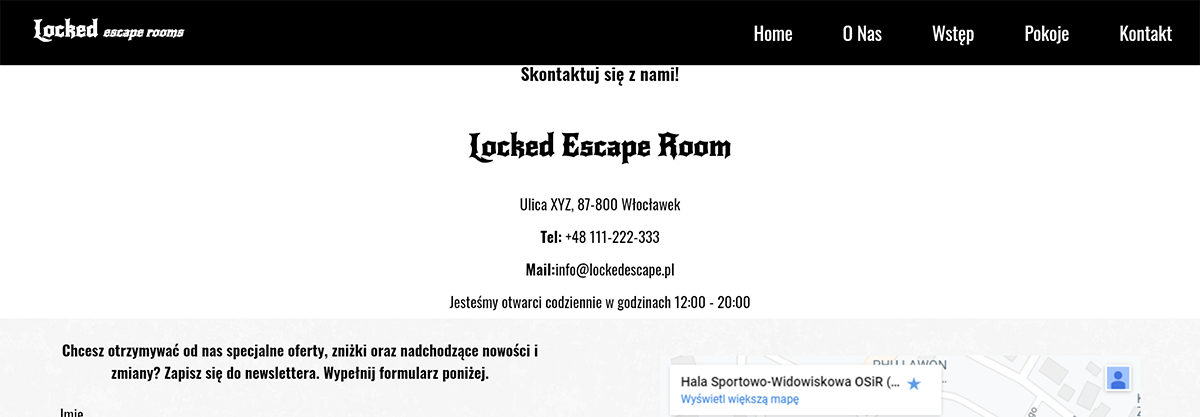 Locked escape rooms
Home O Nas Wstęp Pokoje Kontakt
Skontaktuj się z nami!
Locked Escape Room
Ulica XYZ, 87-800 Włocławek
Tel: +48 111-222-333
Mail:info@lockedescape.pl
Jesteśmy otwarci codziennie w godzinach 12:00 - 20:00
Chcesz otrzymywać od nas specjalne oferty, zniżki oraz nadchodzące nowości i
zmiany? Zapisz się do newslettera. Wypełnij formularz poniżej.
Imię
Hala Sportowo-Widowiskowa OSiR (...
Wyświetl większą mapę